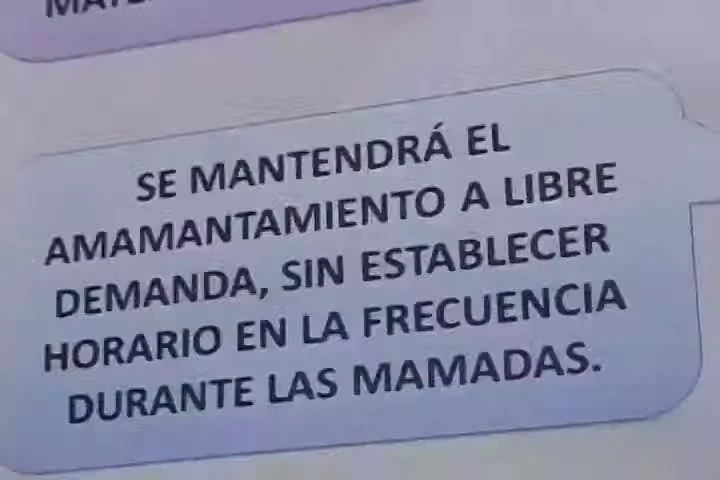 SE MANTENDRÁ EL
AMAMANTAMIENTO A LIBRE
DEMANDA, SIN ESTABLECER
HORARIO EN LA FRECUENCIA
DURANTE LAS MAMADAS.